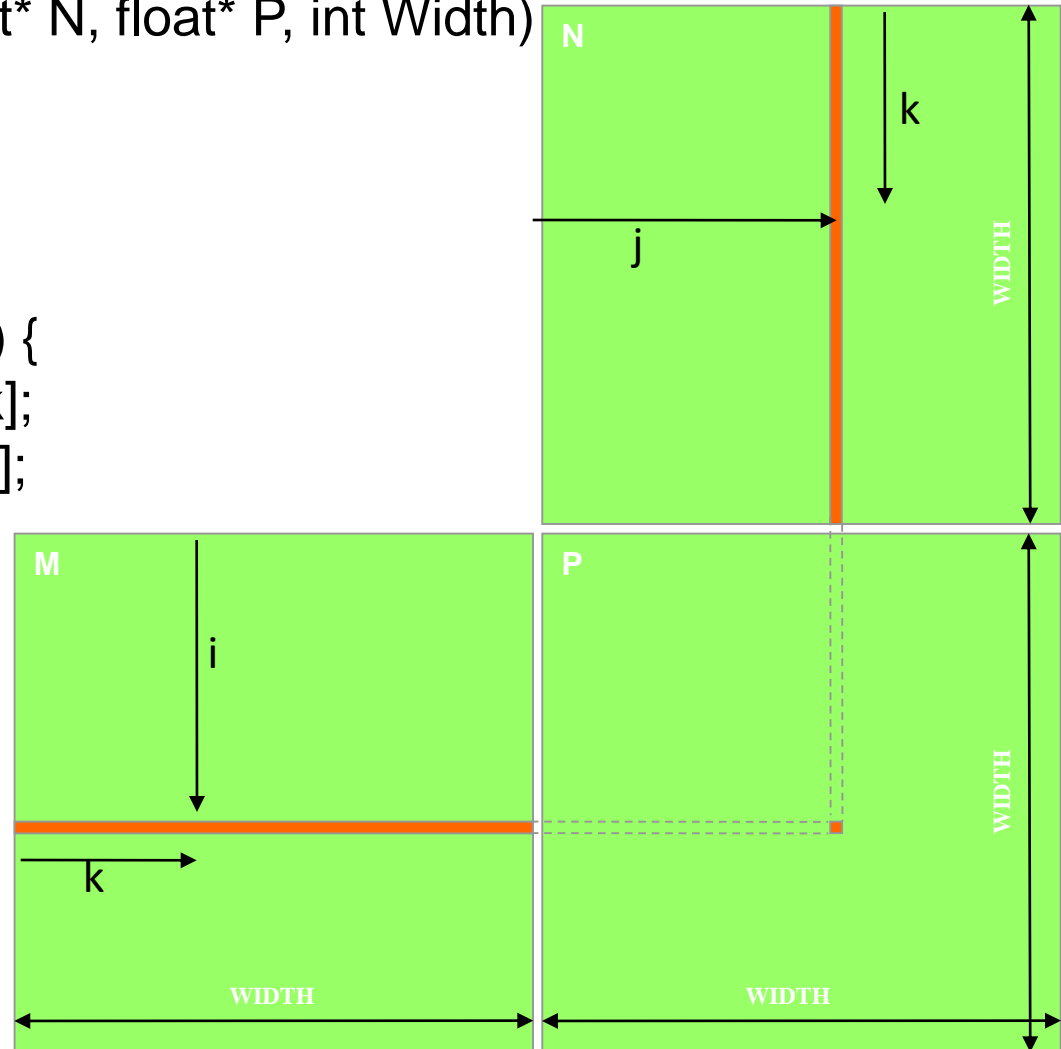 t* N, float* P, int Width)
N
k
j
WIDTH
) {
k];
];
M
P
i
WIDTH
k
WIDTH
WIDTH